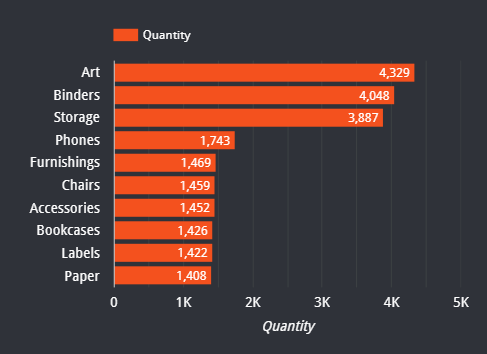 Quantity
Art 4,329
Binders 4,048
Storage 3,887
Phones 1,743
Furnishings 1,469
Chairs 1,459
Accessories 1,452
Bookcases 1,426
Labels 1,422
Paper 1,408
0 1K 2K 3K 4K 5K
Quantity